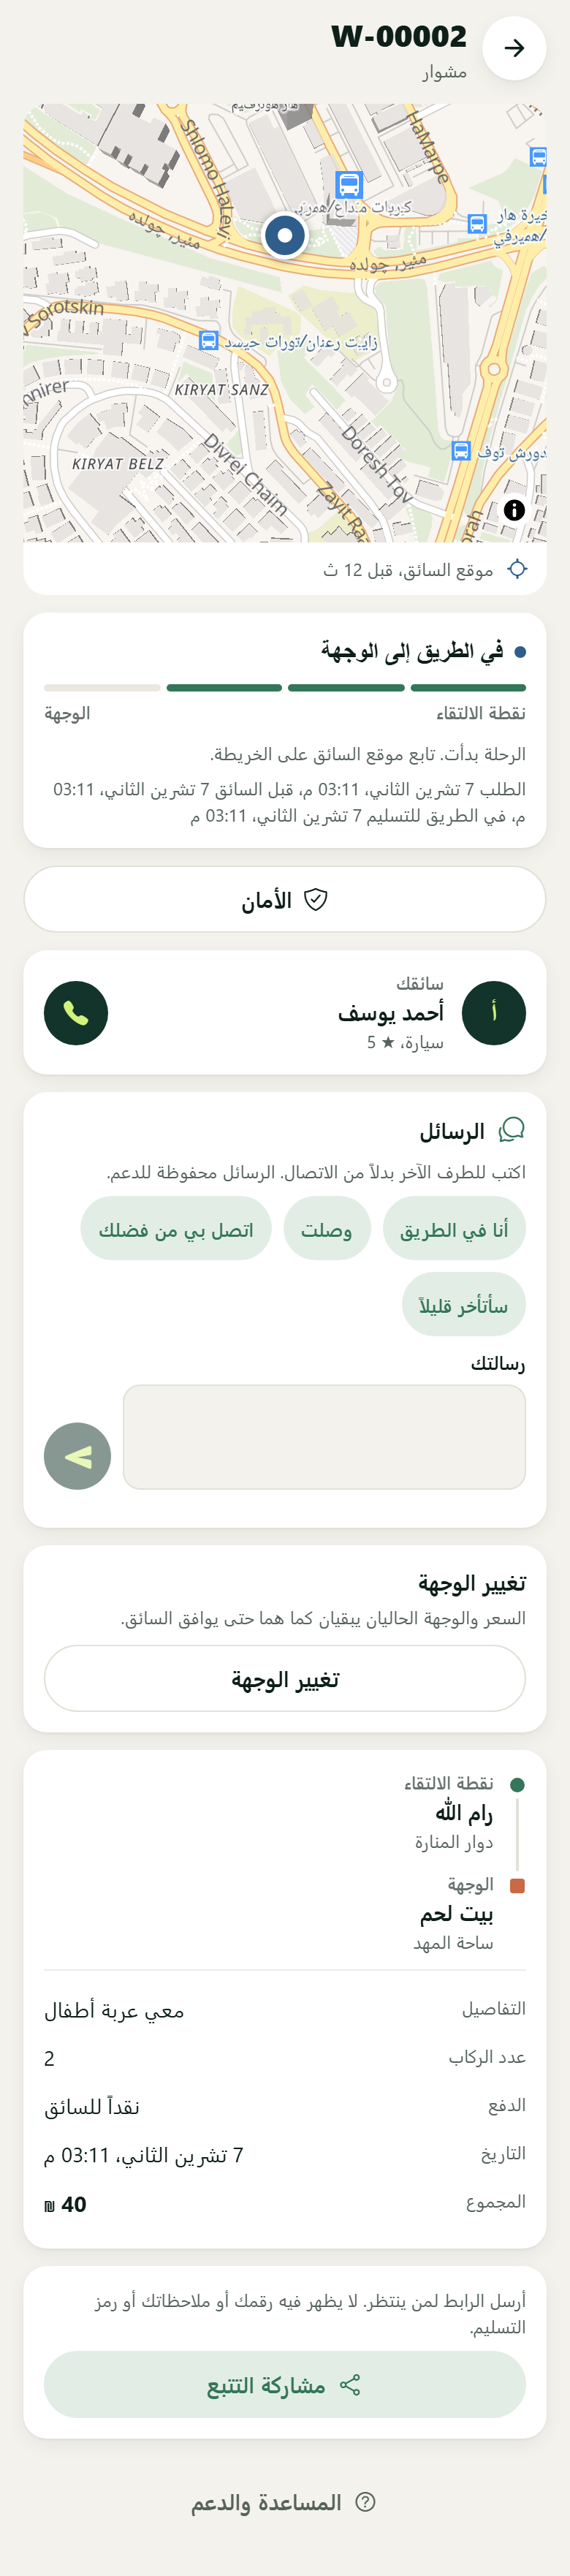 W-00002
مشوار
Shlomo HaLevi
HaMarpe
كريات مداع/همربي
مئير، چولده
مئير، چولده
Sorotskin
زاييت رعنان/تورات حيسد
KIRYAT SANZ
KIRYAT BELZ
Divrei Chaim
Doresh Tov
دورش توف
موقع السائق، قبل 12 ث
في الطريق إلى الوجهة
نقطة الالتقاء
الوجهة
الرحلة بدأت. تابع موقع السائق على الخريطة.
الطلب 7 تشرين الثاني، 03:11 م، قبل السائق 7 تشرين الثاني، 03:11
م، في الطريق للتسليم 7 تشرين الثاني، 03:11 م
الأمان
أ
سائقك
أحمد يوسف
سيارة، ★ 5
الرسائل
اكتب للطرف الآخر بدلاً من الاتصال. الرسائل محفوظة للدعم.
أنا في الطريق
وصلت
اتصل بي من فضلك
سأتأخر قليلاً
رسالتك
تغيير الوجهة
السعر والوجهة الحاليان يبقيان كما هما حتى يوافق السائق.
تغيير الوجهة
نقطة الالتقاء
رام الله
دوار المنارة
الوجهة
بيت لحم
ساحة المهد
التفاصيل
معي عربة أطفال
عدد الركاب
2
الدفع
نقداً للسائق
التاريخ
7 تشرين الثاني، 03:11 م
المجموع
40 ₪
أرسل الرابط لمن ينتظر. لا يظهر فيه رقمك أو ملاحظاتك أو رمز
التسليم.
مشاركة التتبع
المساعدة والدعم